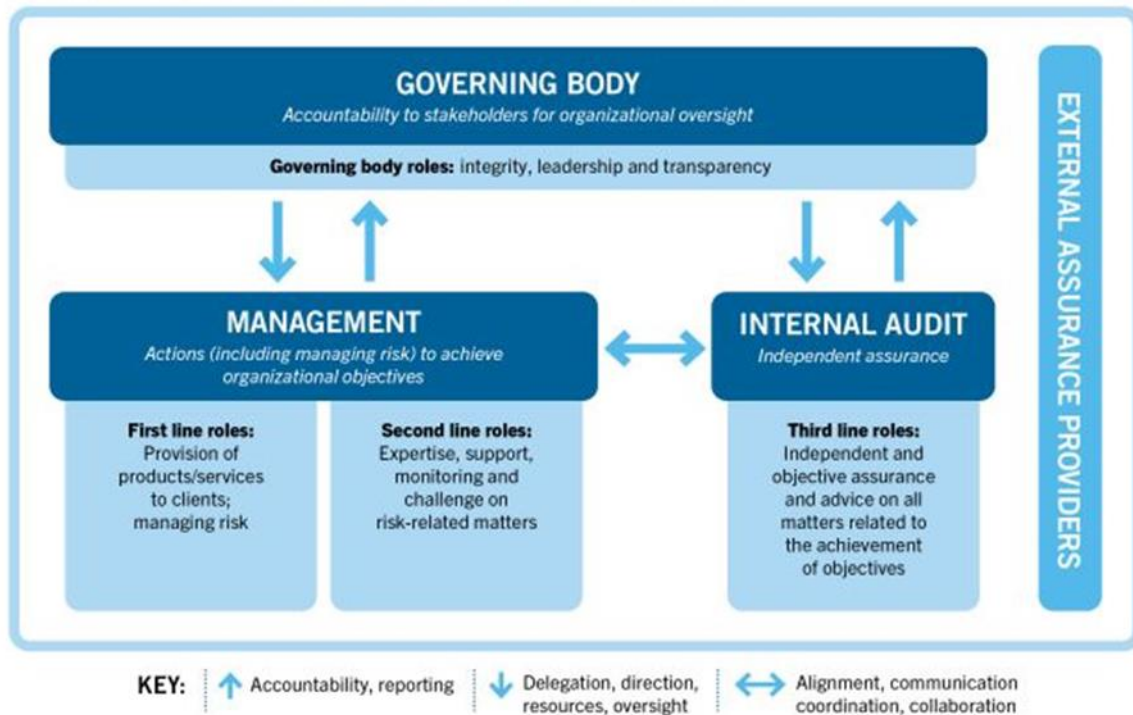 GOVERNING BODY
Accountability to stakeholders for organizational oversight
Governing body roles: integrity, leadership and transparency
MANAGEMENT
Actions (including managing risk) to achieve
organizational objectives
First line roles:
Provision of
products/services
to clients;
managing risk
Second line roles:
Expertise, support,
monitoring and
challenge on
risk-related matters
INTERNAL AUDIT
Independent assurance
Third line roles:
Independent and
objective assurance
and advice on all
matters related to
the achievement
of objectives
EXTERNAL ASSURANCE PROVIDERS
KEY:
Accountability, reporting
Delegation, direction,
resources, oversight
Alignment, communication
coordination, collaboration